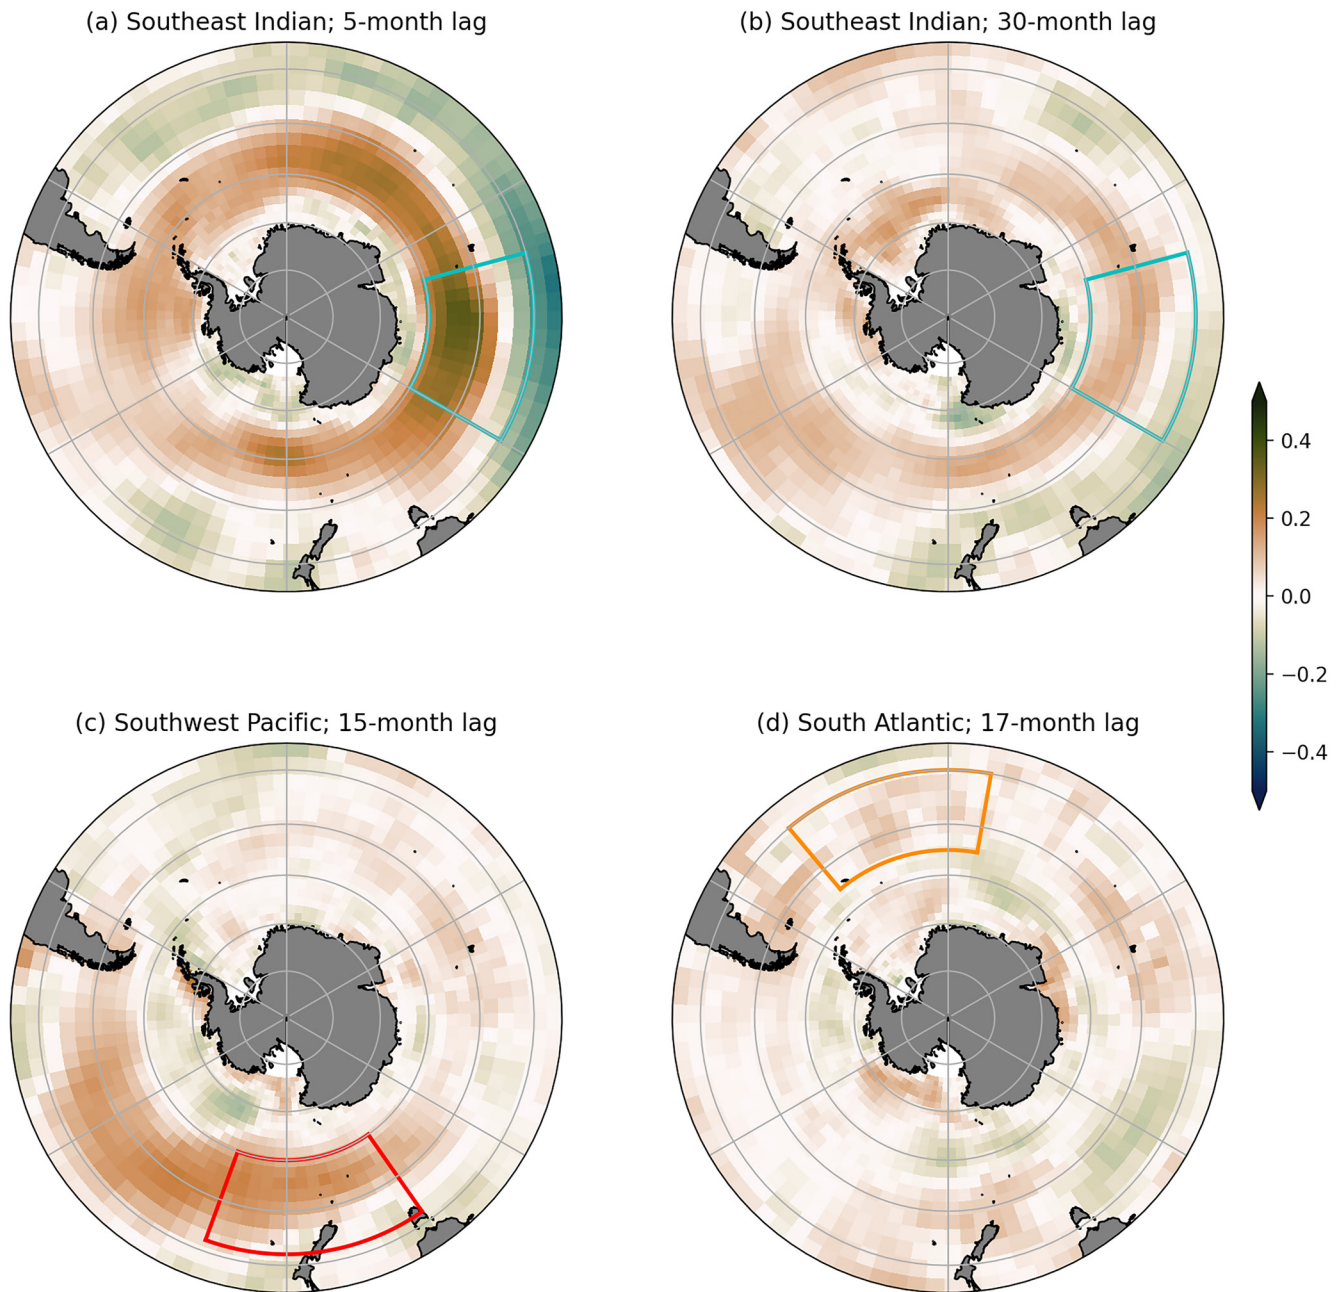 (a) Southeast Indian; 5-month lag
(b) Southeast Indian; 30-month lag
0.4
0.2
0.0
−0.2
−0.4
(c) Southwest Pacific; 15-month lag
(d) South Atlantic; 17-month lag